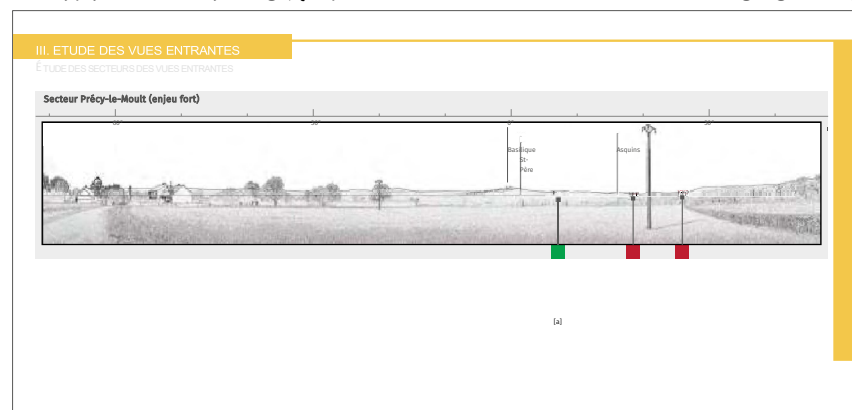 III. ETUDE DES VUES ENTRANTES
ÉTUDE DES SECTEURS DES VUES ENTRANTES
Secteur Précy-le-Moult (enjeu fort)
0°
Basilique
St-
Père
Asquins
[a]